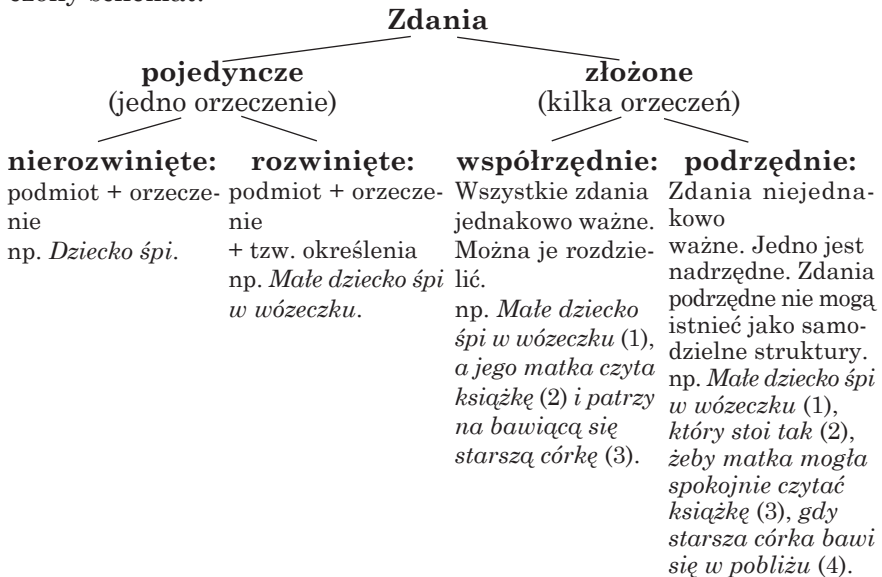 czony schemat.
Zdania
pojedyncze
(jedno orzeczenie)
złożone
(kilka orzeczeń)
nierozwinięte:
podmiot + orzecze-
nie
np. Dziecko śpi.
rozwinięte:
podmiot + orzecze-
nie
+ tzw. określenia
np. Małe dziecko śpi
w wózeczku.
współrzędnie:
Wszystkie zdania
jednakowo ważne.
Można je rozdzie-
lić.
np. Małe dziecko
śpi w wózeczku (1),
a jego matka czyta
książkę (2) i patrzy
na bawiącą się
starszą córkę (3).
podrzędnie:
Zdania niejedna-
kowo
ważne. Jedno jest
nadrzędne. Zdania
podrzędne nie mogą
istnieć jako samo-
dzielne struktury.
np. Małe dziecko śpi
w wózeczku (1),
który stoi tak (2),
żeby matka mogła
spokojnie czytać
książkę (3), gdy
starsza córka bawi
się w pobliżu (4).